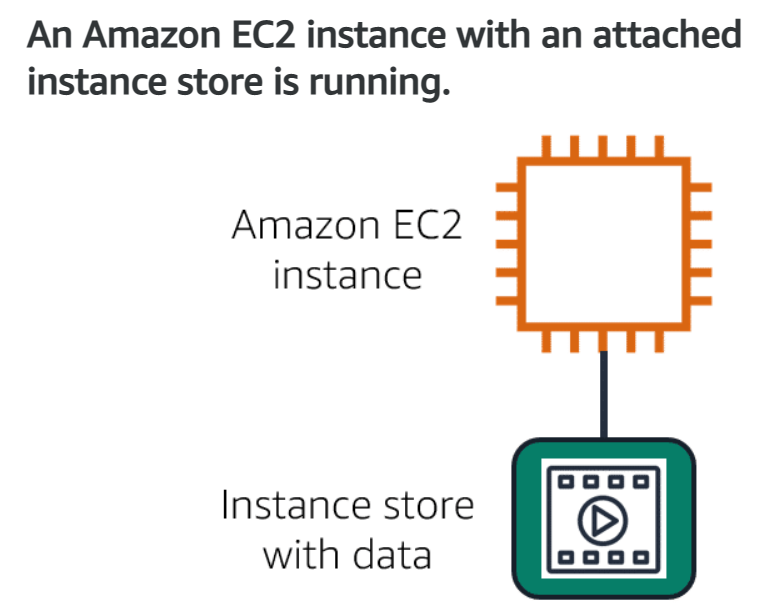 An Amazon EC2 instance with an attached
instance store is running.
Amazon EC2
instance
Instance store
with data